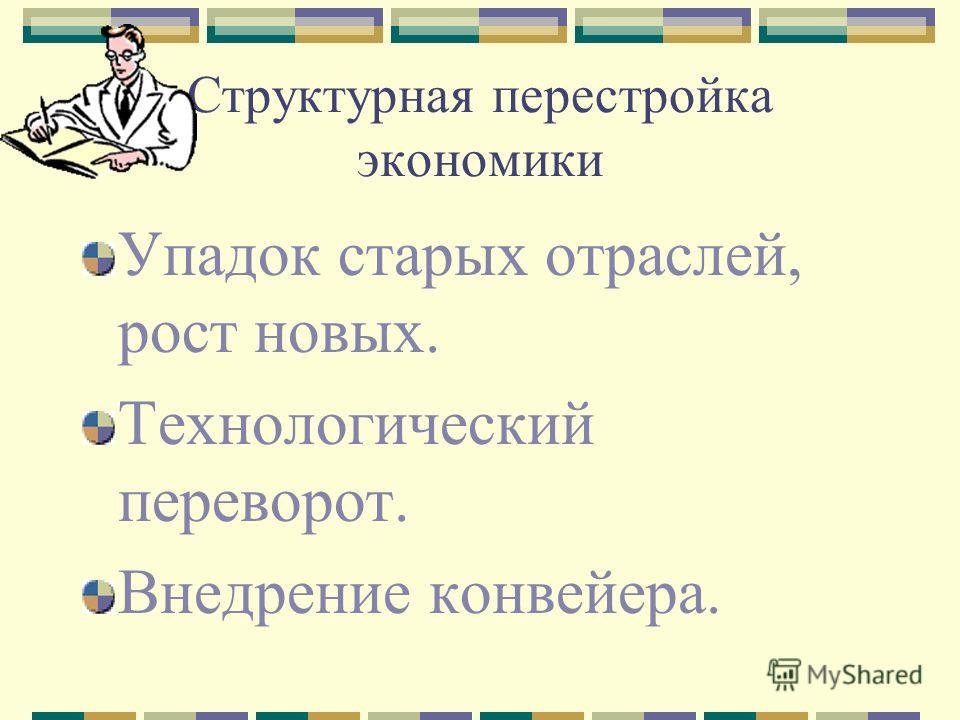 Структурная перестройка
экономики
Упадок старых отраслей,
рост новых.
Технологический
переворот.
Внедрение конвейера.
MyShared